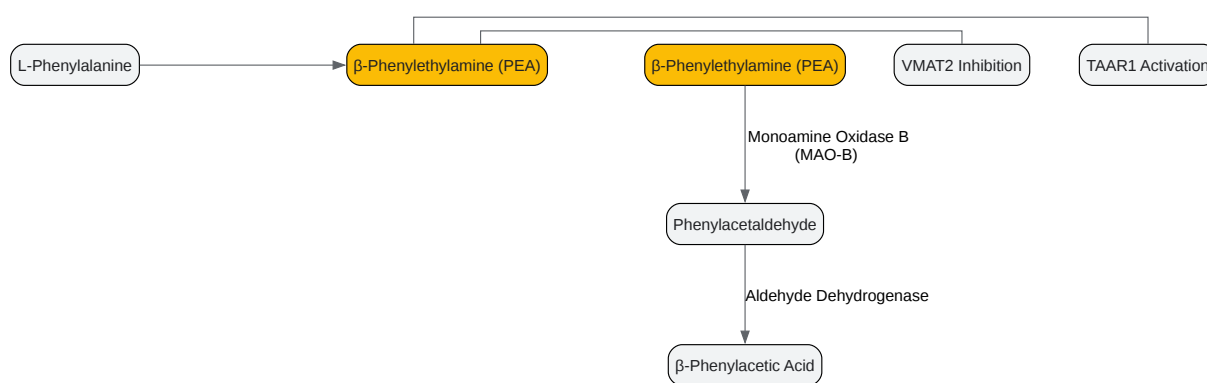 L-Phenylalanine
β-Phenylethylamine (PEA)
β-Phenylethylamine (PEA)
VMAT2 Inhibition
TAAR1 Activation
Monoamine Oxidase B
(MAO-B)
Phenylacetaldehyde
Aldehyde Dehydrogenase
β-Phenylacetic Acid